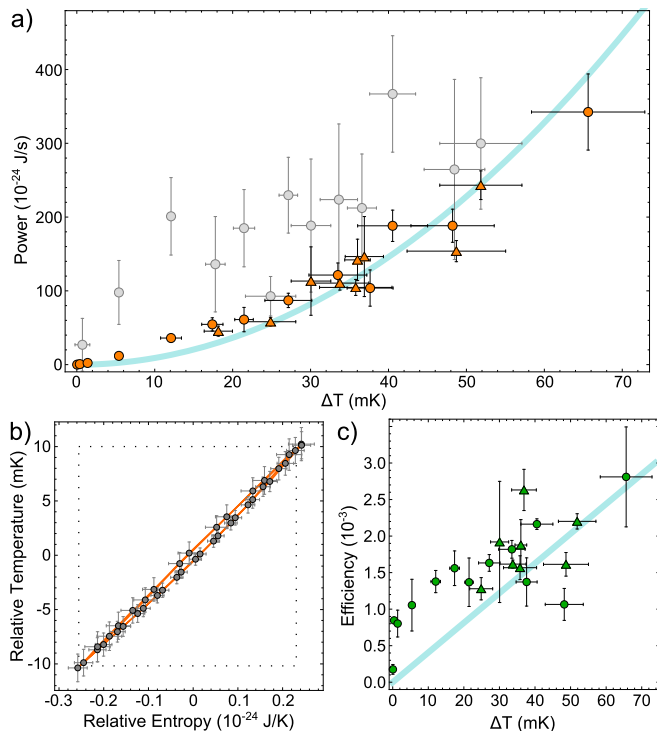 a)
400
300
200
100
0
Power (10⁻²⁴ J/s)
0 10 20 30 40 50 60 70
ΔT (mK)
b)
10
5
0
-5
-10
Relative Temperature (mK)
-0.3 -0.2 -0.1 0 0.1 0.2
Relative Entropy (10⁻²⁴ J/K)
c)
3.0
2.5
2.0
1.5
1.0
0.5
0.0
Efficiency (10⁻³)
0 10 20 30 40 50 60 70
ΔT (mK)